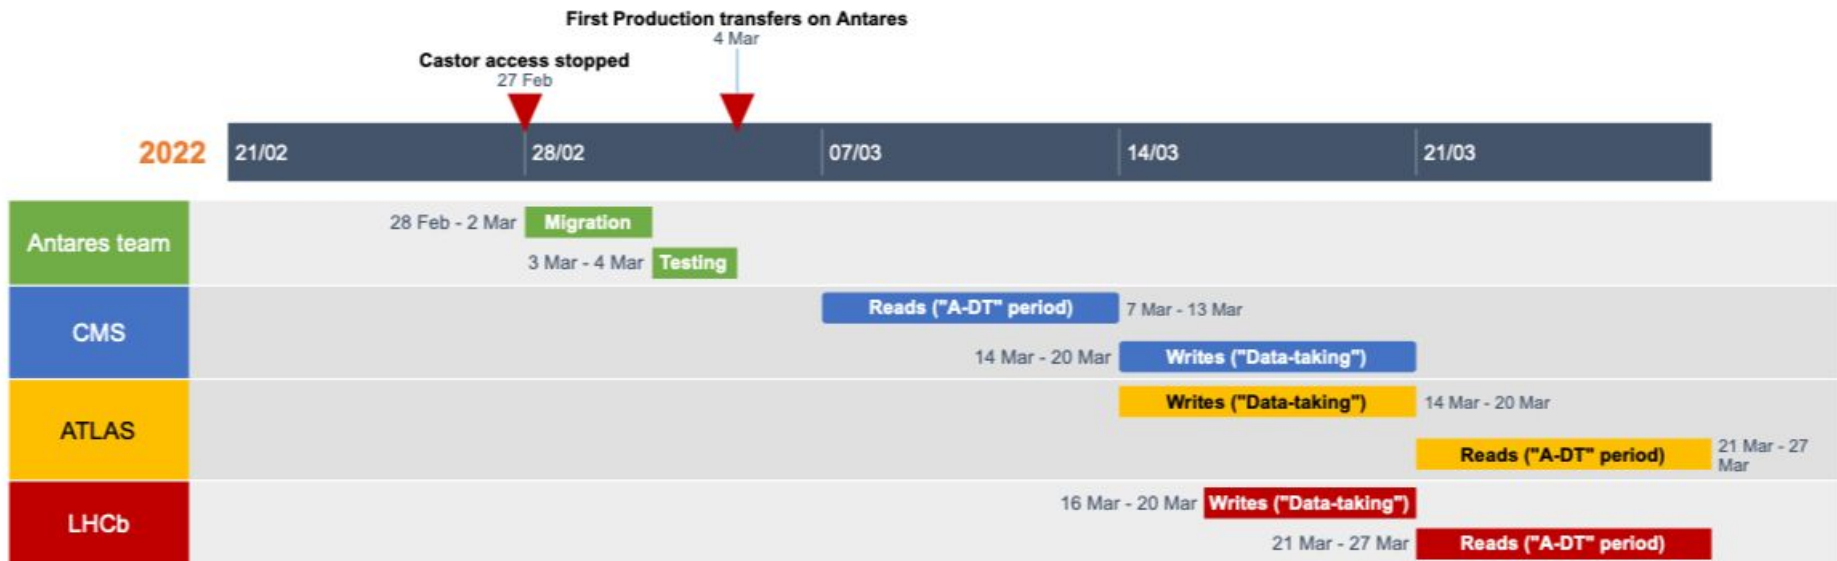 First Production transfers on Antares
4 Mar
Castor access stopped
27 Feb
2022
21/02
28/02
07/03
14/03
21/03
Antares team
28 Feb - 2 Mar
Migration
3 Mar - 4 Mar
Testing
CMS
Reads ("A-DT" period)
7 Mar - 13 Mar
14 Mar - 20 Mar
Writes ("Data-taking")
ATLAS
Writes ("Data-taking")
14 Mar - 20 Mar
Reads ("A-DT" period)
21 Mar - 27
Mar
LHCb
16 Mar - 20 Mar
Writes ("Data-taking")
21 Mar - 27 Mar
Reads ("A-DT" period)